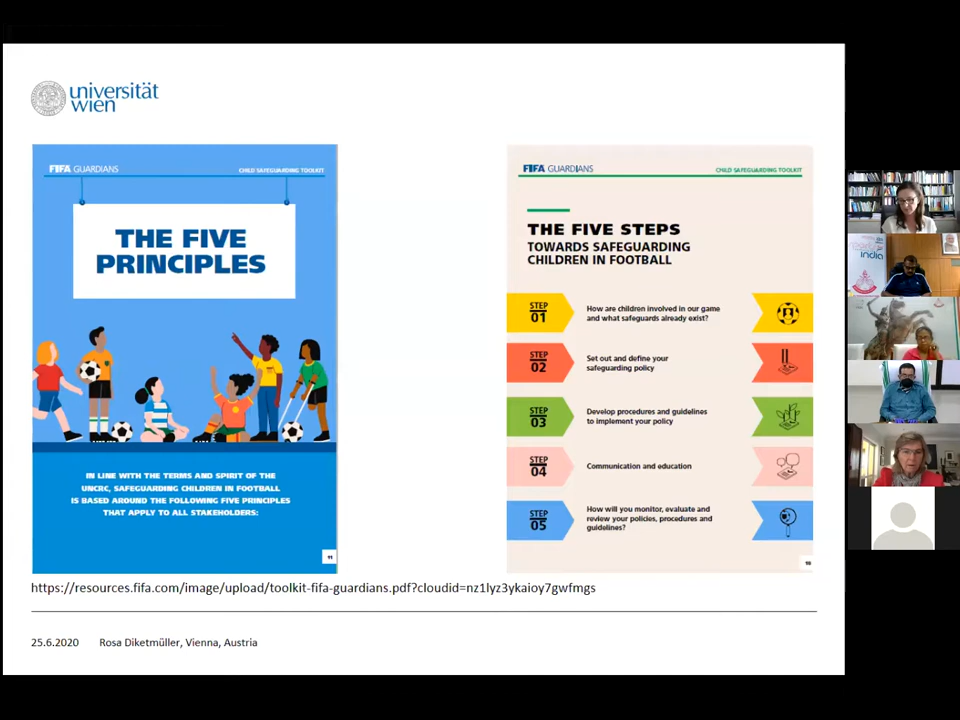 universität
wien
FIFA GUARDIANS
CHILD SAFEGUARDING TOOLKIT
THE FIVE
PRINCIPLES
IN LINE WITH THE TERMS AND SPIRIT OF THE
UNCRC, SAFEGUARDING CHILDREN IN FOOTBALL
IS BASED AROUND THE FOLLOWING FIVE PRINCIPLES
THAT APPLY TO ALL STAKEHOLDERS:
11
FIFA GUARDIANS
CHILD SAFEGUARDING TOOLKIT
THE FIVE STEPS
TOWARDS SAFEGUARDING
CHILDREN IN FOOTBALL
STEP
01
How are children involved in our game
and what safeguards already exist?
STEP
02
Set out and define your
safeguarding policy
STEP
03
Develop procedures and guidelines
to implement your policy
STEP
04
Communication and education
STEP
05
How will you monitor, evaluate and
review your policies, procedures and
guidelines?
https://resources.fifa.com/image/upload/toolkit-fifa-guardians.pdf?cloudid=nz1lyz3ykaioy7gwfmgs
25.6.2020 Rosa Diketmüller, Vienna, Austria
India